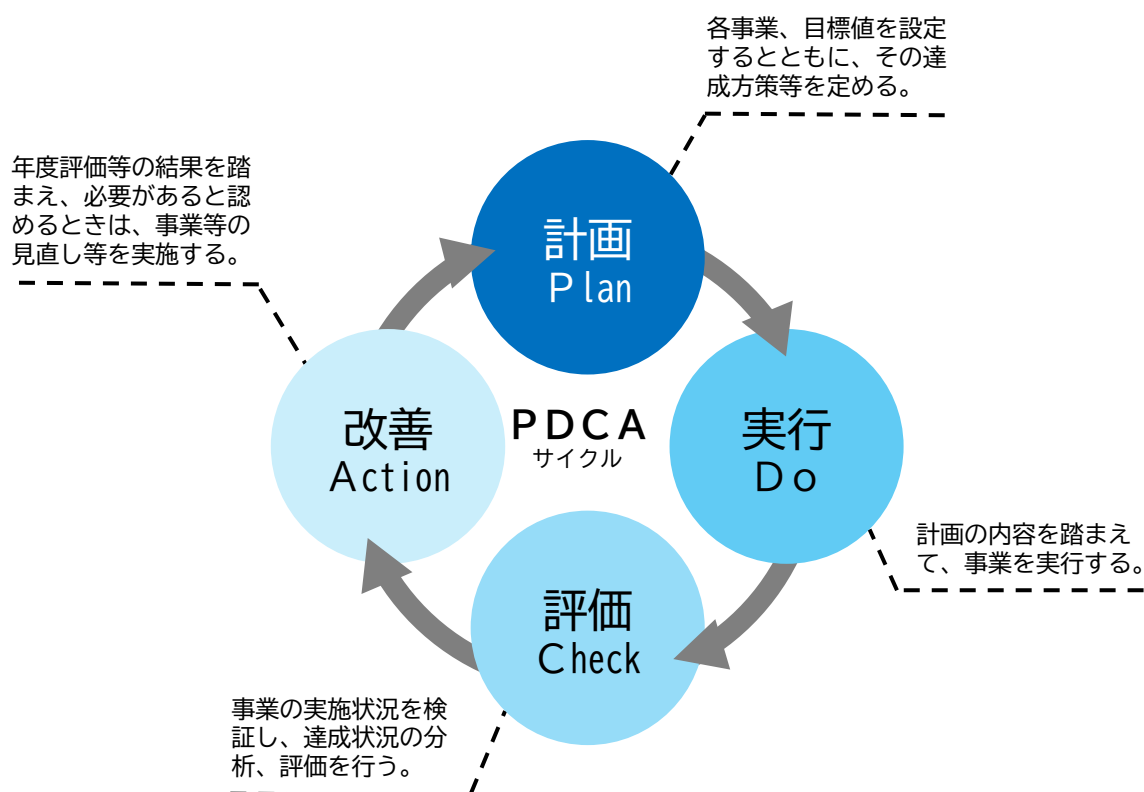 各事業、目標値を設定
するとともに、その達
成方策等を定める。
年度評価等の結果を踏
まえ、必要があると認
めるときは、事業等の
見直し等を実施する。
計画
Plan
改善
Action
PDCA
サイクル
実行
Do
計画の内容を踏まえ
て、事業を実行する。
評価
Check
事業の実施状況を検
証し、達成状況の分
析、評価を行う。